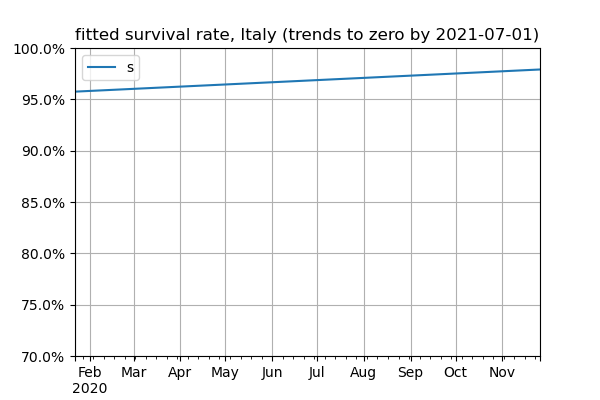 fitted survival rate, Italy (trends to zero by 2021-07-01)
100.0%
s
95.0%
90.0%
85.0%
80.0%
75.0%
70.0%
Feb Mar Apr May Jun Jul Aug Sep Oct Nov
2020